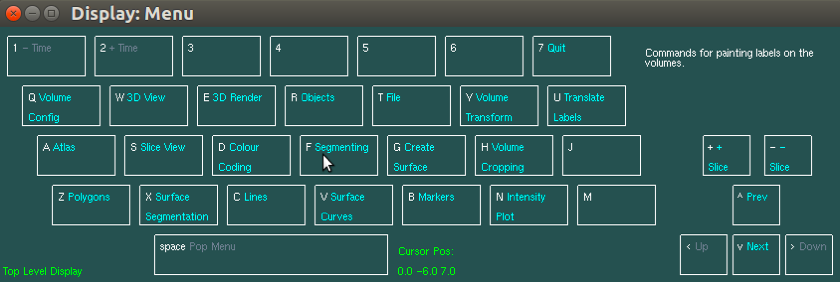 Display: Menu
1 - Time
2 + Time
3
4
5
6
7 Quit
Commands for painting labels on the
volumes.
Q Volume
Config
W 3D View
E 3D Render
R Objects
T File
Y Volume
Transform
U Translate
Labels
A Atlas
S Slice View
D Colour
Coding
F Segmenting
G Create
Surface
H Volume
Cropping
J
+ +
Slice
- -
Slice
Z Polygons
X Surface
Segmentation
C Lines
V Surface
Curves
B Markers
N Intensity
Plot
M
^ Prev
space Pop Menu
Cursor Pos:
0.0 -6.0 7.0
Top Level Display
< Up
v Next
> Down